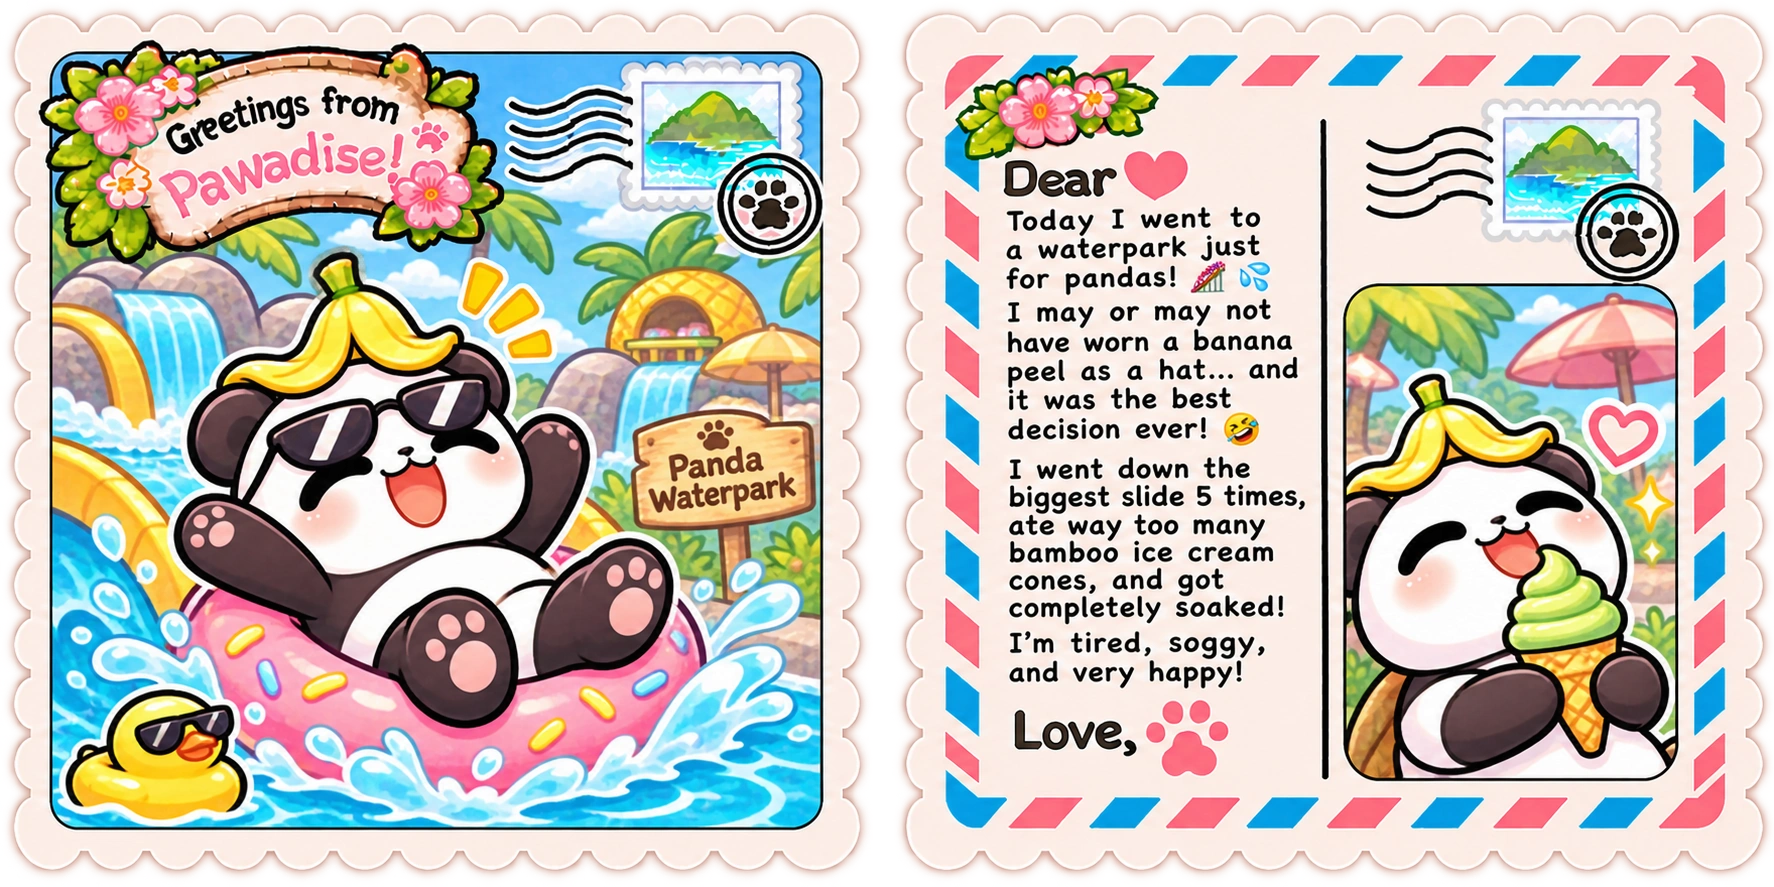 Greetings from
Pawadise!
Panda
Waterpark
Dear
Today I went to
a waterpark just
for pandas! 🎢 💦
I may or may not
have worn a banana
peel as a hat... and
it was the best
decision ever! 🤣
I went down the
biggest slide 5 times,
ate way too many
bamboo ice cream
cones, and got
completely soaked!
I'm tired, soggy,
and very happy!
Love,